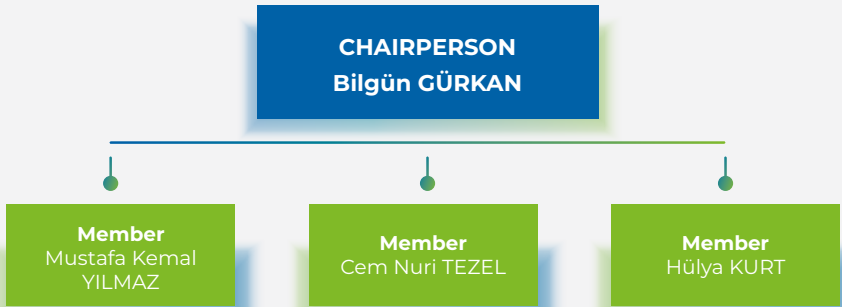 CHAIRPERSON
Bilgün GÜRKAN
Member
Mustafa Kemal
YILMAZ
Member
Cem Nuri TEZEL
Member
Hülya KURT